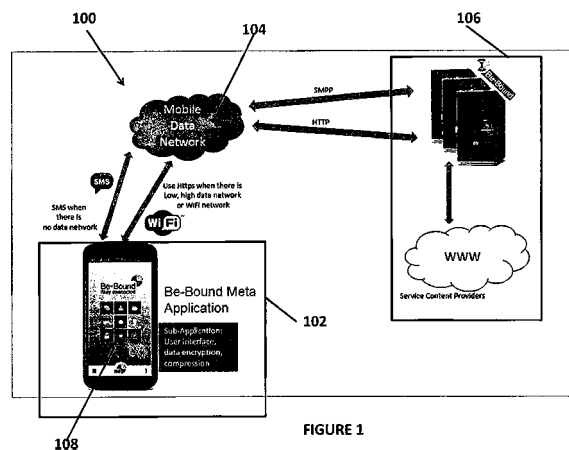 100
104
106
Be-Bound
Mobile
Data
Network
SMPP
HTTP
SMS
SMS when
there is
no data network
Use Https when there is
Low, high data network
or WiFi network
WiFi
WWW
Service Content Providers
Be-Bound
Be-Bound Meta
Application
Sub-Application:
User interface,
data encryption,
compression
102
108
FIGURE 1